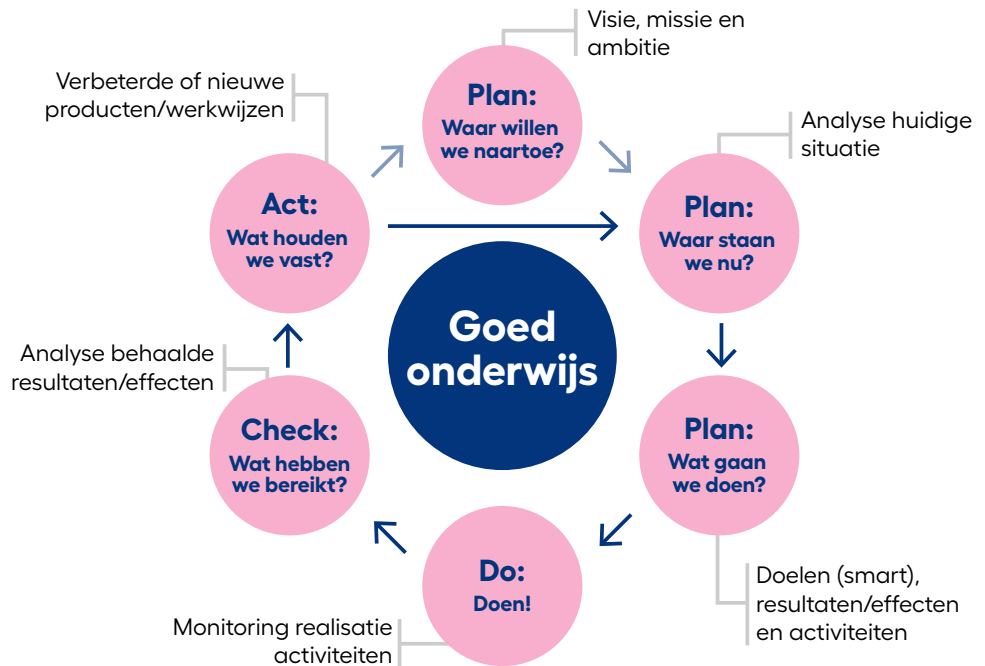 Visie, missie en
ambitie
Plan:
Waar willen
we naartoe?
Analyse huidige
situatie
Plan:
Waar staan
we nu?
Plan:
Wat gaan
we doen?
Doelen (smart),
resultaten/effecten
en activiteiten
Do:
Doen!
Monitoring realisatie
activiteiten
Check:
Wat hebben
we bereikt?
Analyse behaalde
resultaten/effecten
Act:
Wat houden
we vast?
Verbeterde of nieuwe
producten/werkwijzen
Goed
onderwijs